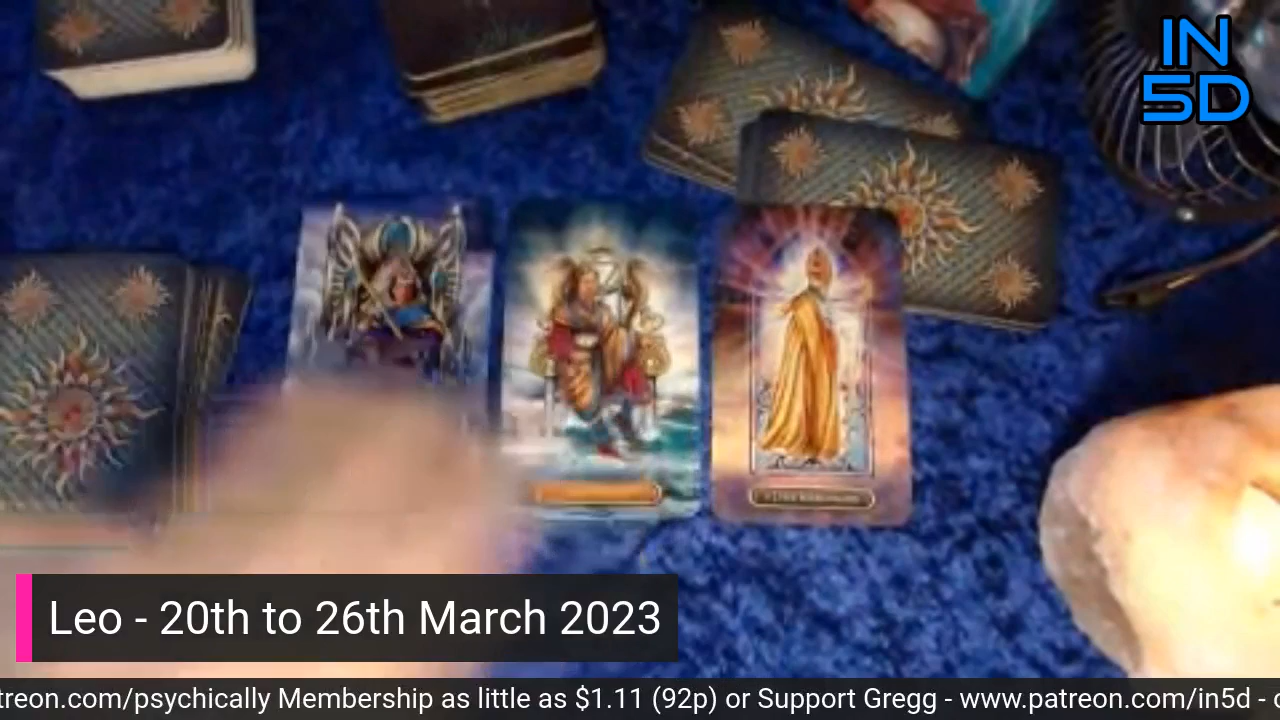 IN
5D
Leo - 20th to 26th March 2023
treon.com/psychically Membership as little as $1.11 (92p) or Support Gregg - www.patreon.com/in5d -